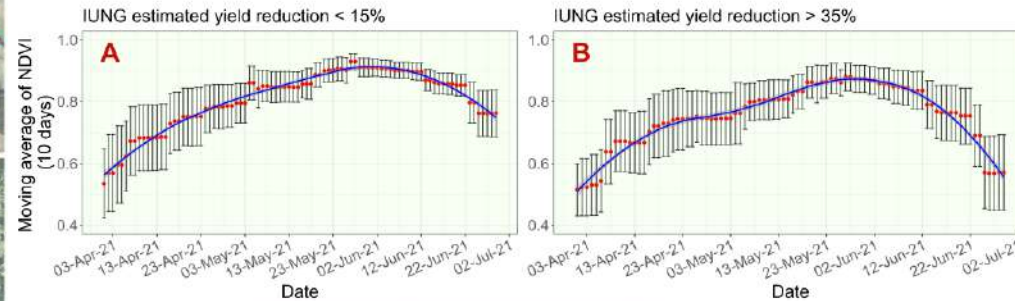 IUNG estimated yield reduction < 15%
A
Moving average of NDVI
(10 days)
1.0
0.8
0.6
0.4
03-Apr-21
13-Apr-21
23-Apr-21
03-May-21
13-May-21
23-May-21
02-Jun-21
12-Jun-21
22-Jun-21
02-Jul-21
Date
IUNG estimated yield reduction > 35%
B
1.0
0.8
0.6
0.4
03-Apr-21
13-Apr-21
23-Apr-21
03-May-21
13-May-21
23-May-21
02-Jun-21
12-Jun-21
22-Jun-21
02-Jul-2
Date